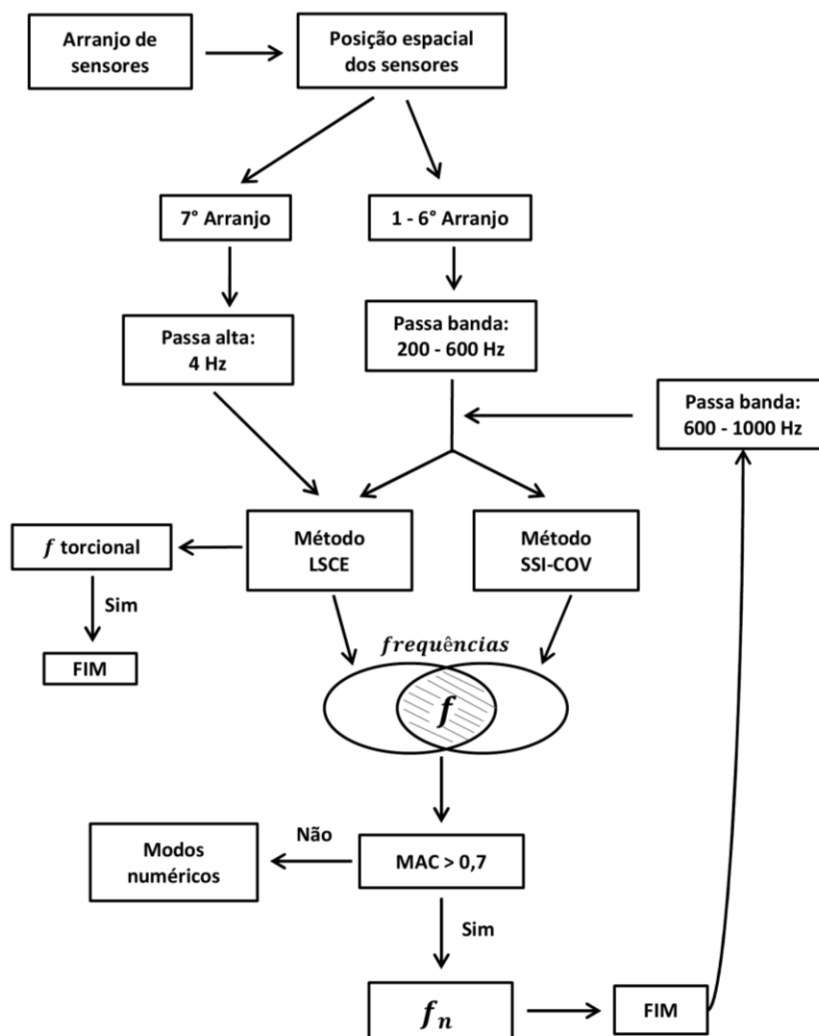 Arranjo de
sensores
Posição espacial
dos sensores
7° Arranjo
1 - 6° Arranjo
Passa alta:
4 Hz
Passa banda:
200 - 600 Hz
Passa banda:
600 - 1000 Hz
f torcional
Método
LSCE
Método
SSI-COV
Sim
FIM
frequências
f
Não
Modos
numéricos
MAC > 0,7
Sim
fn
FIM